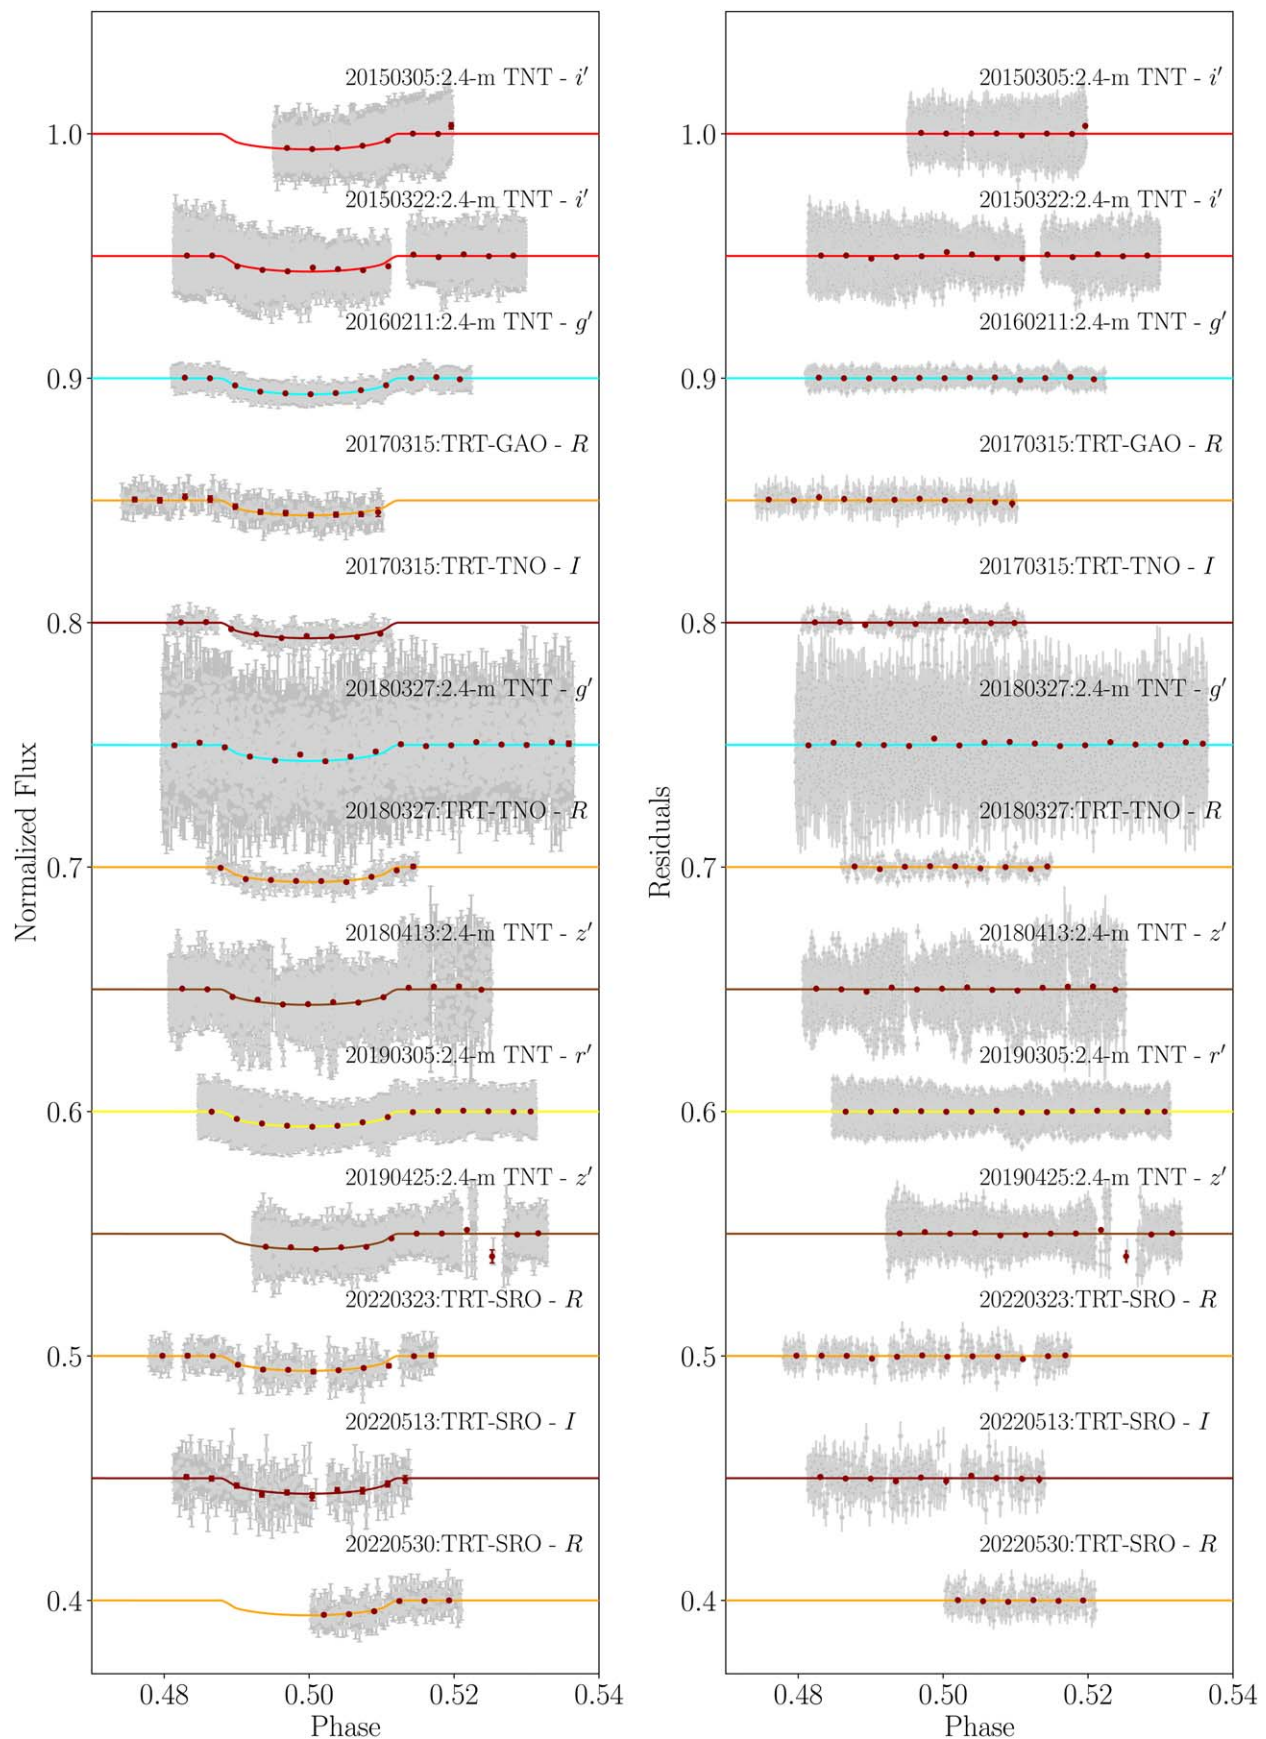 20150305:2.4-m TNT - i′
1.0
20150322:2.4-m TNT - i′
20160211:2.4-m TNT - g′
0.9
20170315:TRT-GAO - R
20170315:TRT-TNO - I
0.8
20180327:2.4-m TNT - g′
20180327:TRT-TNO - R
0.7
20180413:2.4-m TNT - z′
20190305:2.4-m TNT - r′
0.6
20190425:2.4-m TNT - z′
20220323:TRT-SRO - R
0.5
20220513:TRT-SRO - I
20220530:TRT-SRO - R
0.4
Normalized Flux
0.48 0.50 0.52 0.54
Phase
20150305:2.4-m TNT - i′
1.0
20150322:2.4-m TNT - i′
20160211:2.4-m TNT - g′
0.9
20170315:TRT-GAO - R
20170315:TRT-TNO - I
0.8
20180327:2.4-m TNT - g′
20180327:TRT-TNO - R
0.7
20180413:2.4-m TNT - z′
20190305:2.4-m TNT - r′
0.6
20190425:2.4-m TNT - z′
20220323:TRT-SRO - R
0.5
20220513:TRT-SRO - I
20220530:TRT-SRO - R
0.4
Residuals
0.48 0.50 0.52 0.54
Phase